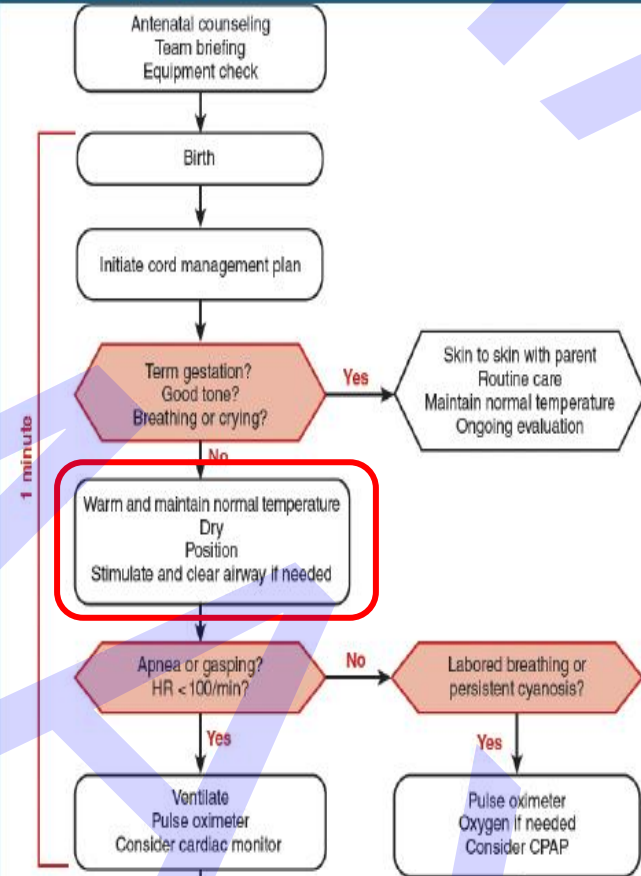 Antenatal counseling
Team briefing
Equipment check
Birth
Initiate cord management plan
Term gestation?
Good tone?
Breathing or crying?
Yes
Skin to skin with parent
Routine care
Maintain normal temperature
Ongoing evaluation
No
1 minute
Warm and maintain normal temperature
Dry
Position
Stimulate and clear airway if needed
Apnea or gasping?
HR <100/min?
No
Labored breathing or
persistent cyanosis?
Yes
Yes
Ventilate
Pulse oximeter
Consider cardiac monitor
Pulse oximeter
Oxygen if needed
Consider CPAP